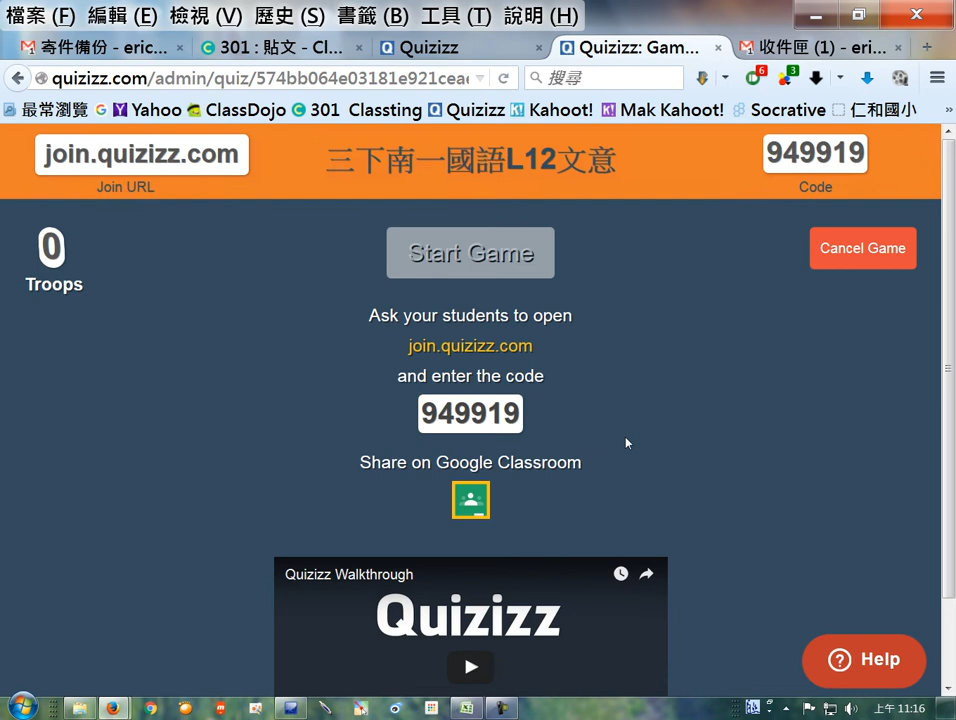 檔案 (F) 編輯 (E) 檢視 (V) 歷史 (S) 書籤 (B) 工具 (T) 說明 (H)
寄件備份 - eric... × 301 : 貼文 - Cl... × Quizizz × Quizizz: Gam... × 收件匣 (1) - eri... ×
quizizz.com/admin/quiz/574bb064e03181e921cea 搜尋 6 3
最常瀏覽 Yahoo ClassDojo 301 Classting Quizizz Kahoot! Mak Kahoot! Socrative 仁和國小 »
join.quizizz.com 三下南一國語L12文意 949919
Join URL Code
0 Start Game Cancel Game
Troops
Ask your students to open
join.quizizz.com
and enter the code
949919
Share on Google Classroom
Quizizz Walkthrough
Quizizz
Help
上午 11:16